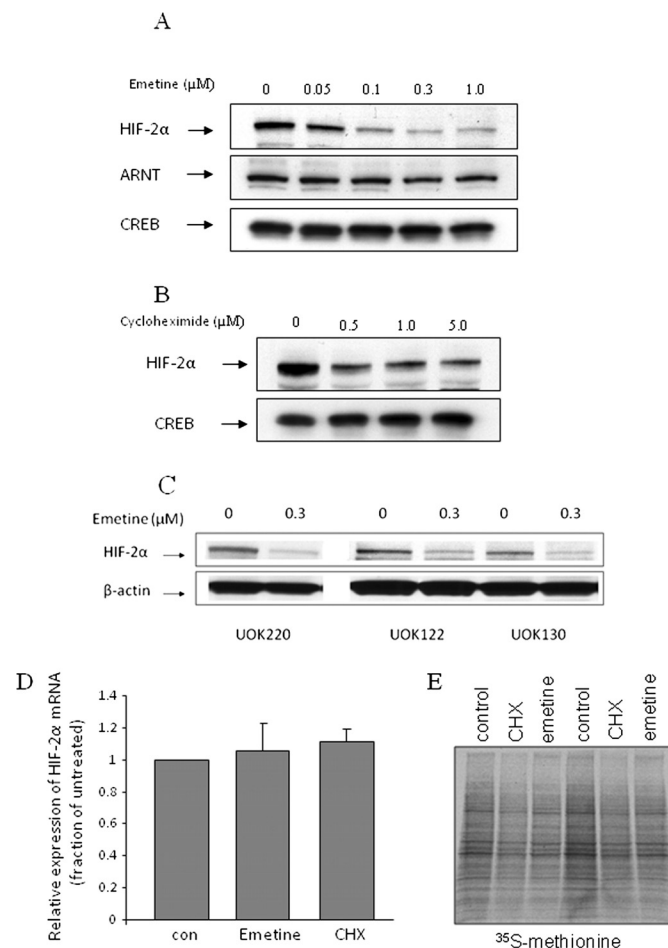 A
Emetine (μM) 0 0.05 0.1 0.3 1.0
HIF-2α
ARNT
CREB
B
Cycloheximide (μM) 0 0.5 1.0 5.0
HIF-2α
CREB
C
Emetine (μM) 0 0.3 0 0.3 0 0.3
HIF-2α
β-actin
UOK220 UOK122 UOK130
D
Relative expression of HIF-2α mRNA
(fraction of untreated)
1.4
1.2
1
0.8
0.6
0.4
0.2
0
con Emetine CHX
E
control CHX emetine control CHX emetine
³⁵S-methionine